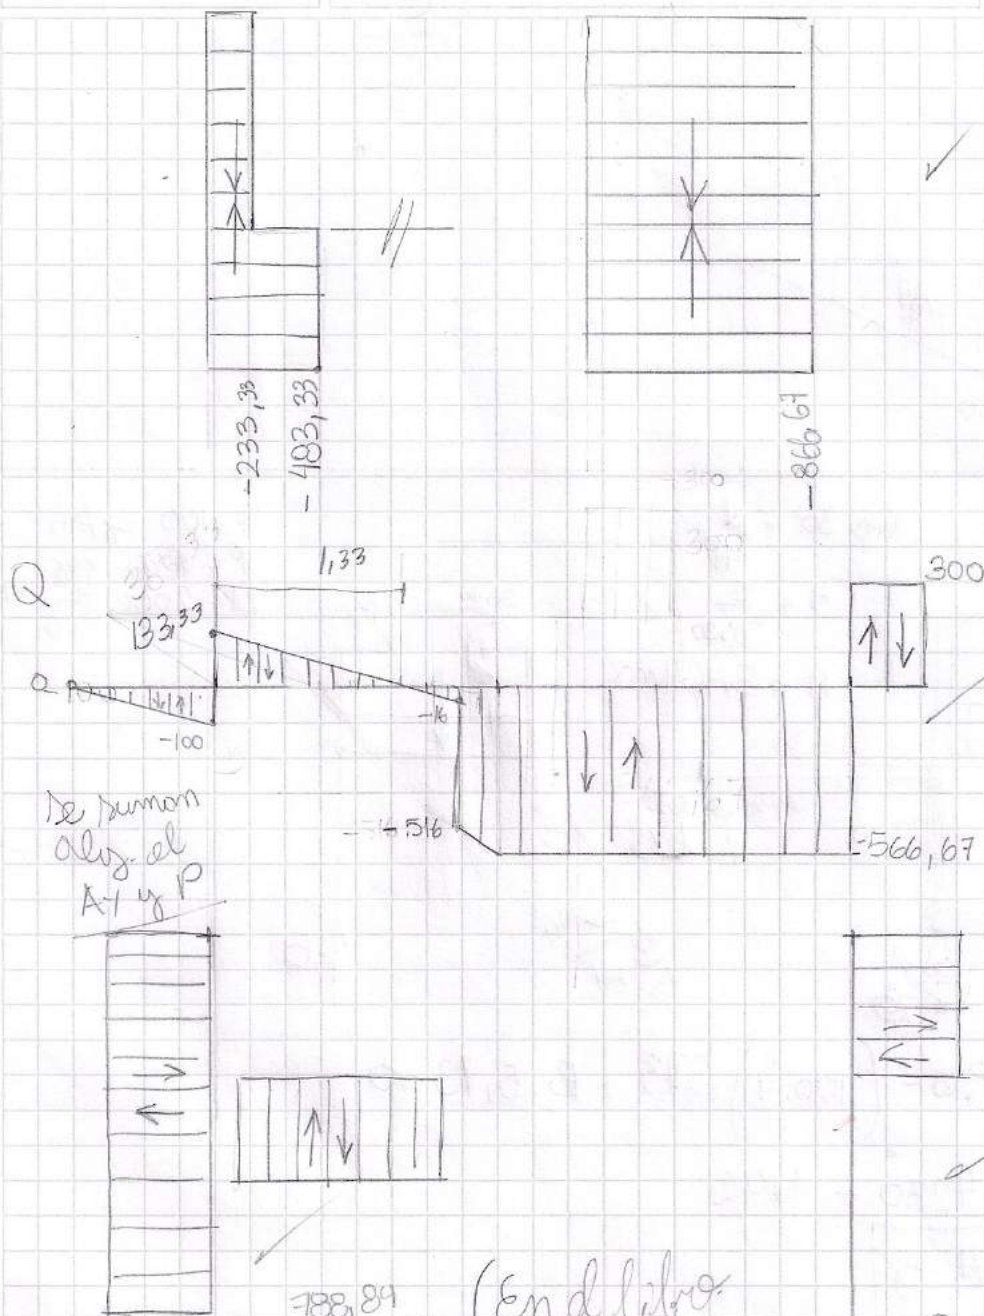 -233,33
-483,33
-866,67
Q
1,33
300
133,33
0
-16
-100
-516
-566,67
Se suman
alg. el
A-1 y P
788,89
(En el libro